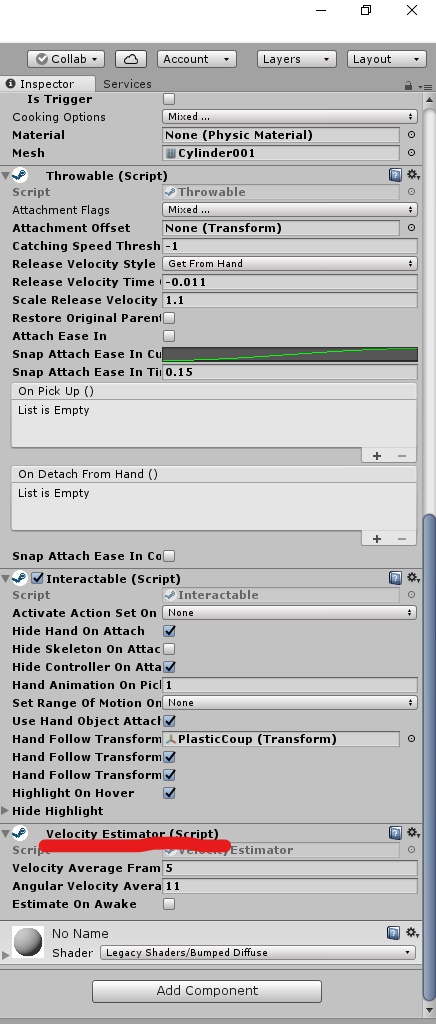 Collab
Account
Layers
Layout
Inspector
Services
Is Trigger
Cooking Options
Mixed ...
Material
None (Physic Material)
Mesh
Cylinder001
Throwable (Script)
Script
Throwable
Attachment Flags
Mixed ...
Attachment Offset
None (Transform)
Catching Speed Thresh
-1
Release Velocity Style
Get From Hand
Release Velocity Time
-0.011
Scale Release Velocity
1.1
Restore Original Paren
Attach Ease In
Snap Attach Ease In Cu
Snap Attach Ease In Ti
0.15
On Pick Up ()
List is Empty
+ −
On Detach From Hand ()
List is Empty
+ −
Snap Attach Ease In Co
Interactable (Script)
Script
Interactable
Activate Action Set On
None
Hide Hand On Attach
Hide Skeleton On Attac
Hide Controller On Atta
Hand Animation On Pic
1
Set Range Of Motion On
None
Use Hand Object Attach
Hand Follow Transform
PlasticCoup (Transform)
Hand Follow Transform
Hand Follow Transform
Highlight On Hover
Hide Highlight
Velocity Estimator (Script)
Script
VelocityEstimator
Velocity Average Fram
5
Angular Velocity Avera
11
Estimate On Awake
No Name
Shader
Legacy Shaders/Bumped Diffuse
Add Component